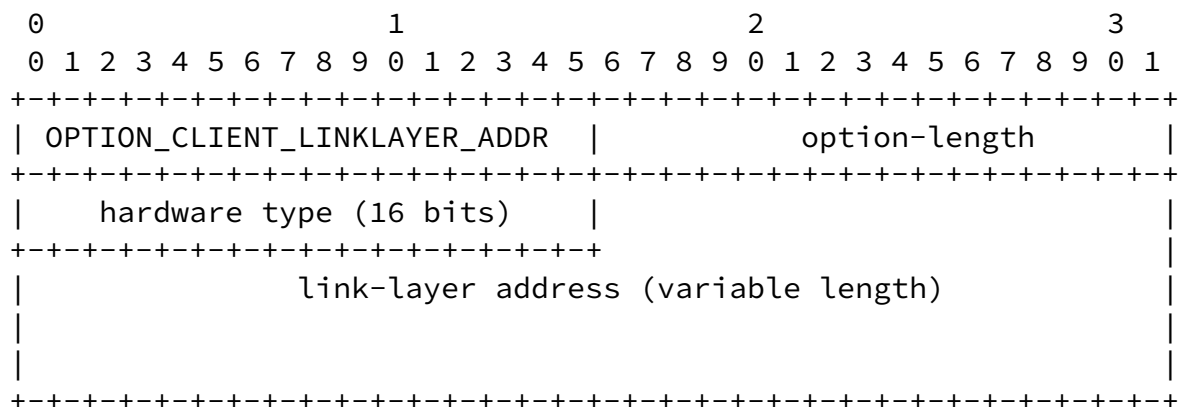 0                   1                   2                   3
 0 1 2 3 4 5 6 7 8 9 0 1 2 3 4 5 6 7 8 9 0 1 2 3 4 5 6 7 8 9 0 1
+-+-+-+-+-+-+-+-+-+-+-+-+-+-+-+-+-+-+-+-+-+-+-+-+-+-+-+-+-+-+-+-+
| OPTION_CLIENT_LINKLAYER_ADDR  |           option-length       |
+-+-+-+-+-+-+-+-+-+-+-+-+-+-+-+-+-+-+-+-+-+-+-+-+-+-+-+-+-+-+-+-+
|    hardware type (16 bits)    |                               |
+-+-+-+-+-+-+-+-+-+-+-+-+-+-+-+-+                               |
|               link-layer address (variable length)            |
|                                                               |
|                                                               |
+-+-+-+-+-+-+-+-+-+-+-+-+-+-+-+-+-+-+-+-+-+-+-+-+-+-+-+-+-+-+-+-+